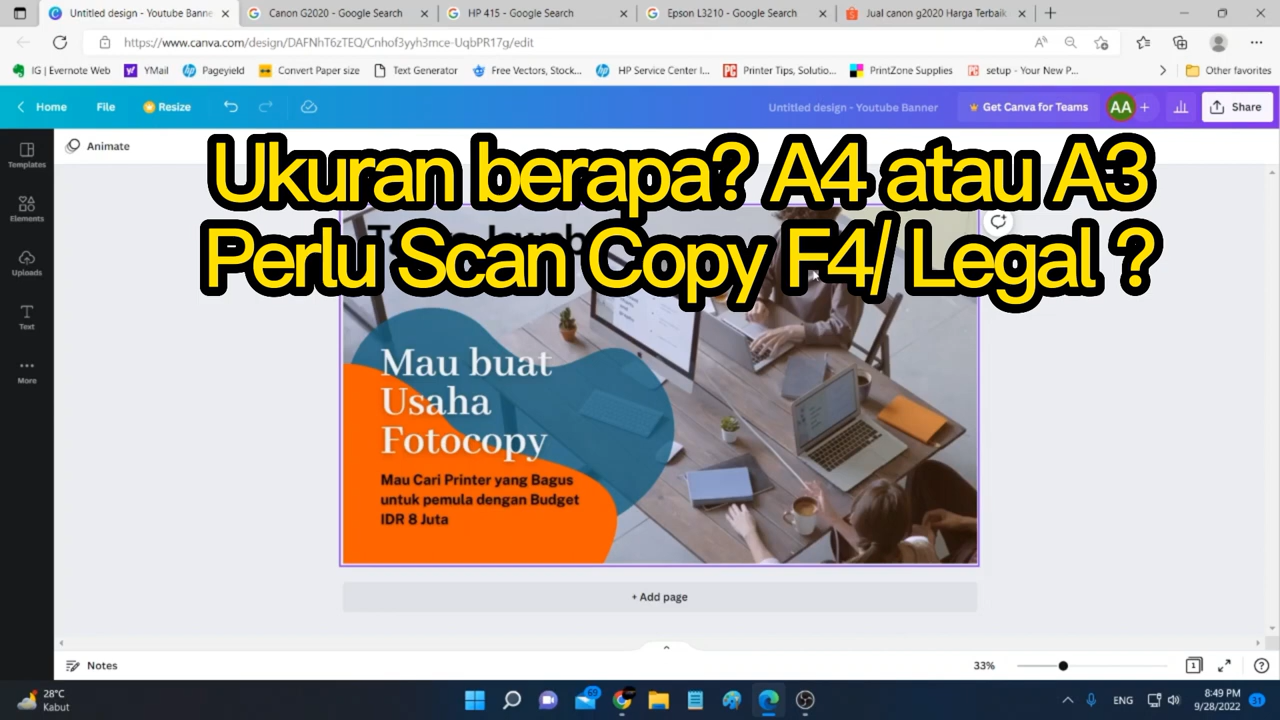 Untitled design - Youtube Banne
Canon G2020 - Google Search
HP 415 - Google Search
Epson L3210 - Google Search
Jual canon g2020 Harga Terbaik
https://www.canva.com/design/DAFNhT6zTEQ/Cnhof3yyh3mce-UqbPR17g/edit
IG | Evernote Web
YMail
Pageyield
Convert Paper size
Text Generator
Free Vectors, Stock...
HP Service Center I...
Printer Tips, Solutio...
PrintZone Supplies
setup - Your New P...
Other favorites
Home
File
Resize
Untitled design - Youtube Banner
Get Canva for Teams
AA
Share
Templates
Animate
Ukuran berapa? A4 atau A3
Perlu Scan Copy F4/ Legal ?
Elements
Uploads
Text
More
Mau buat
Usaha
Fotocopy
Mau Cari Printer yang Bagus
untuk pemula dengan Budget
IDR 8 Juta
+ Add page
Notes
33%
1
28°C
Kabut
69
ENG
8:49 PM
9/28/2022
31